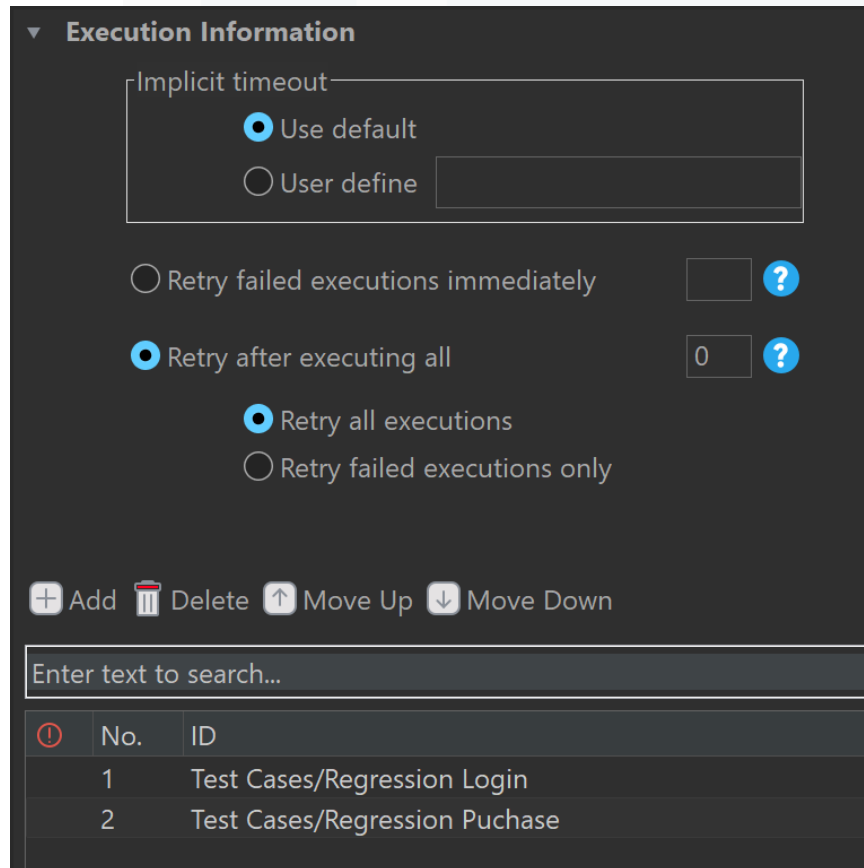 Execution Information
Implicit timeout
Use default
User define
Retry failed executions immediately ?
Retry after executing all 0 ?
Retry all executions
Retry failed executions only
Add Delete Move Up Move Down
Enter text to search...
No. ID
1 Test Cases/Regression Login
2 Test Cases/Regression Puchase